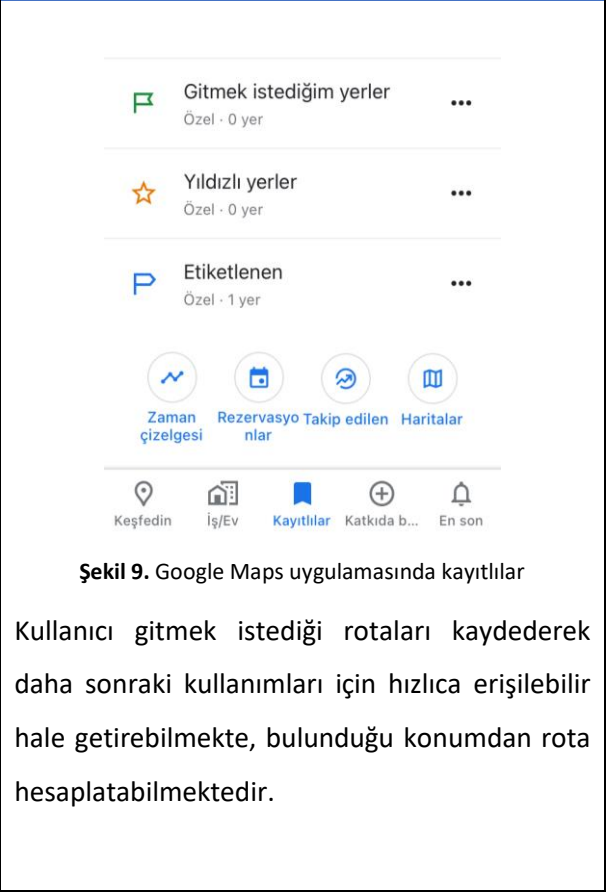 Gitmek istediğim yerler
Özel · 0 yer
Yıldızlı yerler
Özel · 0 yer
Etiketlenen
Özel · 1 yer
Zaman çizelgesi
Rezervasyonlar
Takip edilen
Haritalar
Keşfedin
İş/Ev
Kayıtlılar
Katkıda b...
En son
Şekil 9. Google Maps uygulamasında kayıtlılar
Kullanıcı gitmek istediği rotaları kaydederek
daha sonraki kullanımları için hızlıca erişilebilir
hale getirebilmekte, bulunduğu konumdan rota
hesaplatabilmektedir.